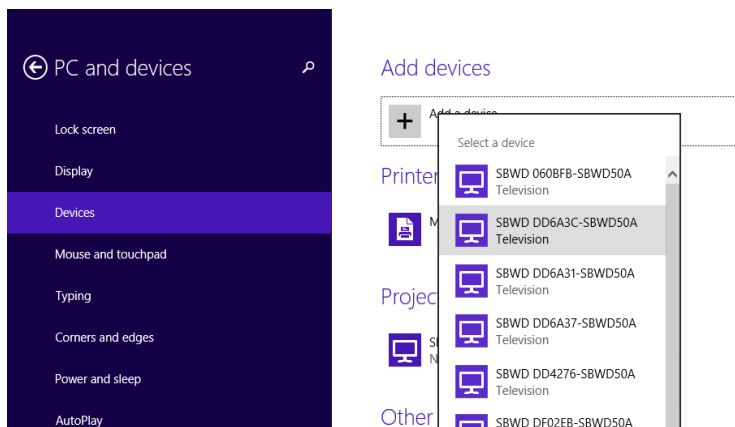 PC and devices
Lock screen
Display
Devices
Mouse and touchpad
Typing
Corners and edges
Power and sleep
AutoPlay
Add devices
Add a device
Select a device
SBWD 060BFB-SBWD50A
Television
SBWD DD6A3C-SBWD50A
Television
SBWD DD6A31-SBWD50A
Television
SBWD DD6A37-SBWD50A
Television
SBWD DD4276-SBWD50A
Television
SBWD DF02EB-SBWD50A
Printer
M
Projec
Other